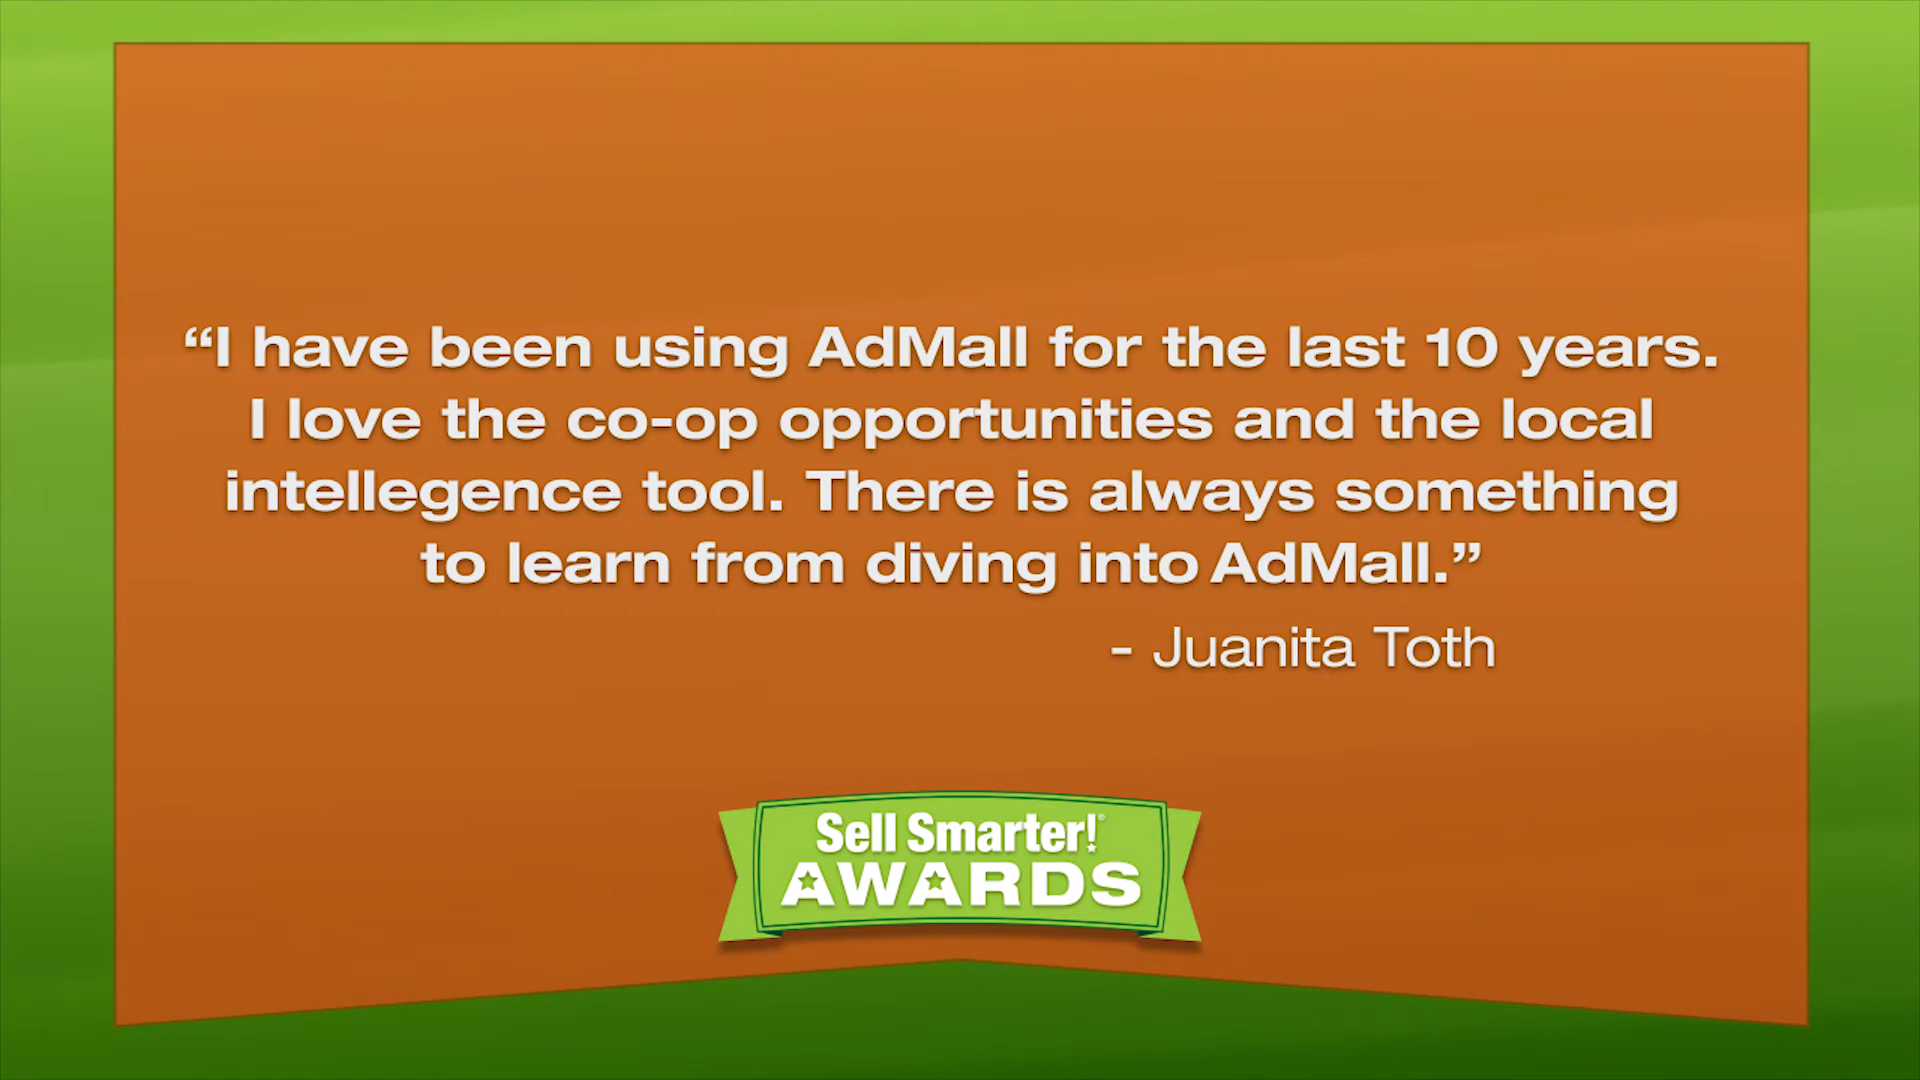 “I have been using AdMall for the last 10 years.
I love the co-op opportunities and the local
intellegence tool. There is always something
to learn from diving into AdMall.”
- Juanita Toth
Sell Smarter!®
AWARDS